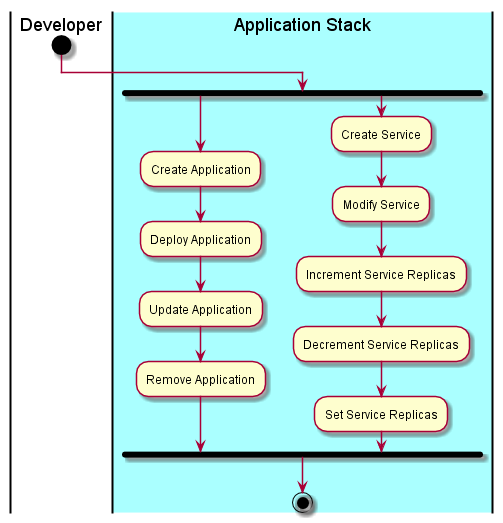 Developer
Application Stack
Create Application
Deploy Application
Update Application
Remove Application
Create Service
Modify Service
Increment Service Replicas
Decrement Service Replicas
Set Service Replicas